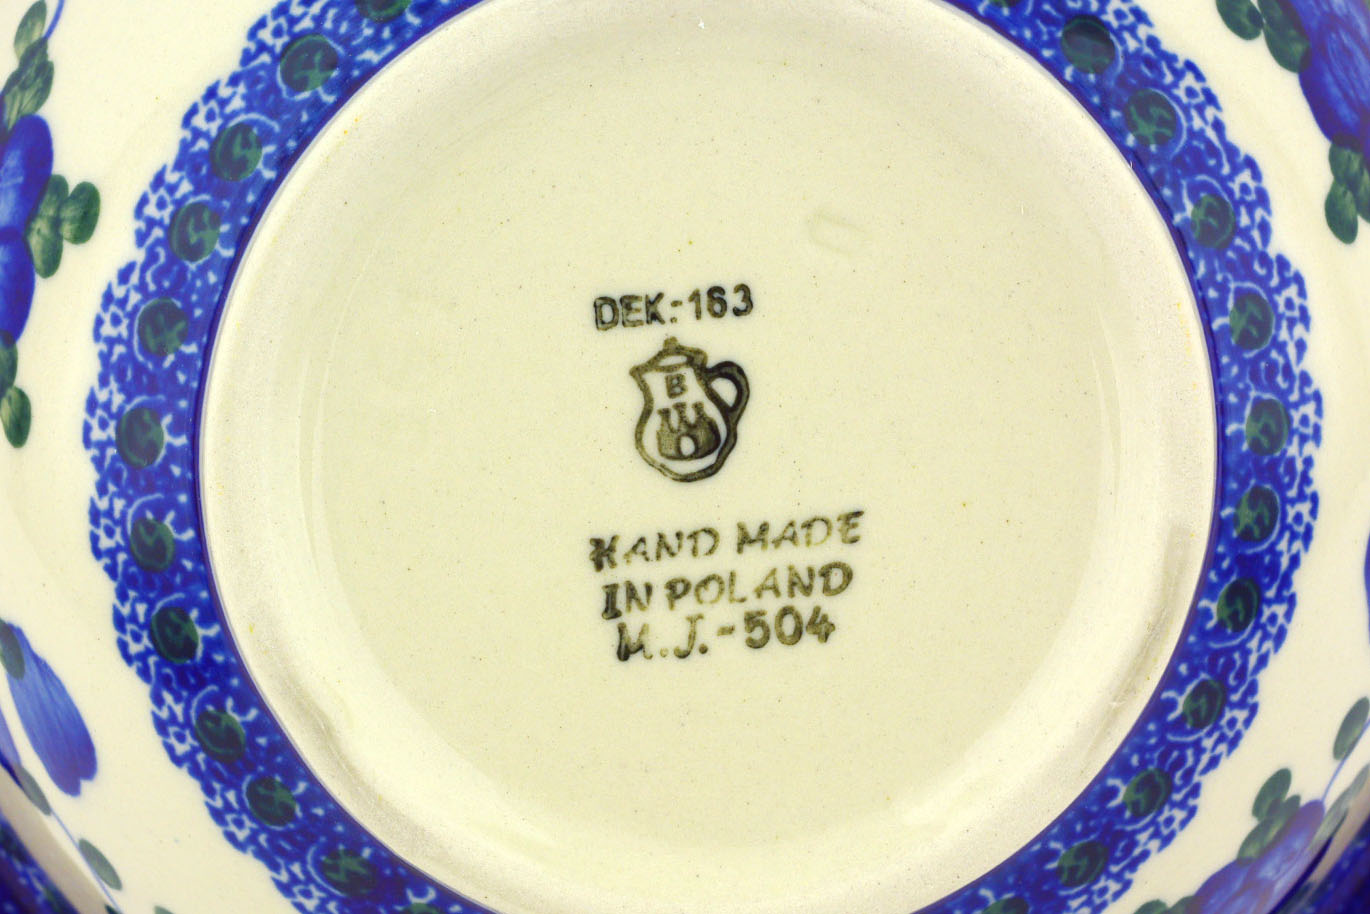 DEK:-163
B
HAND MADE
IN POLAND
M.J.-504